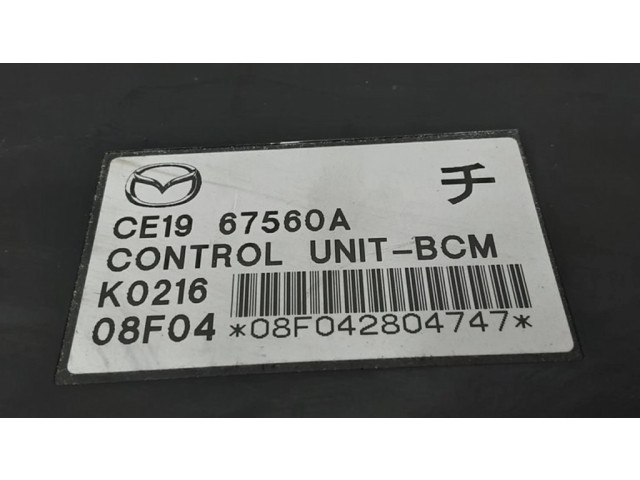 チ
CE19 67560A
CONTROL UNIT-BCM
K0216
08F04 *08F042804747*